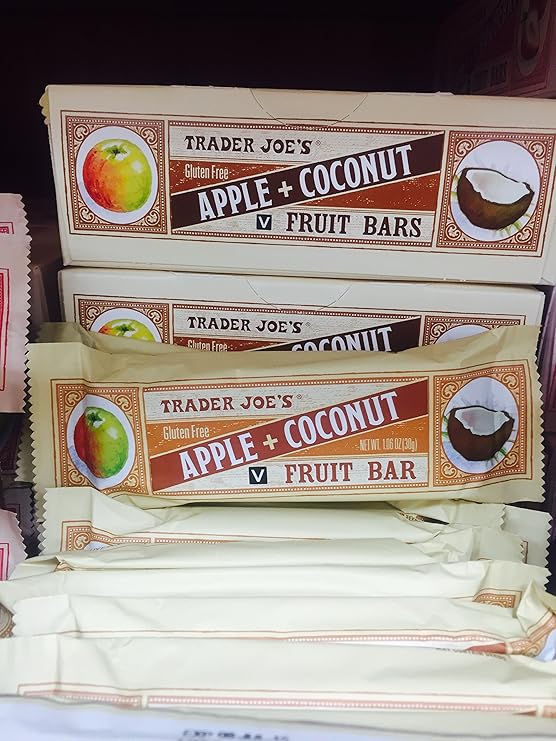 TRADER JOE'S®
Gluten Free
APPLE + COCONUT
V FRUIT BARS
TRADER JOE'S®
Gluten Free
APPLE + COCONUT
TRADER JOE'S®
Gluten Free
APPLE + COCONUT
NET WT. 1.06 OZ (30g)
V FRUIT BAR